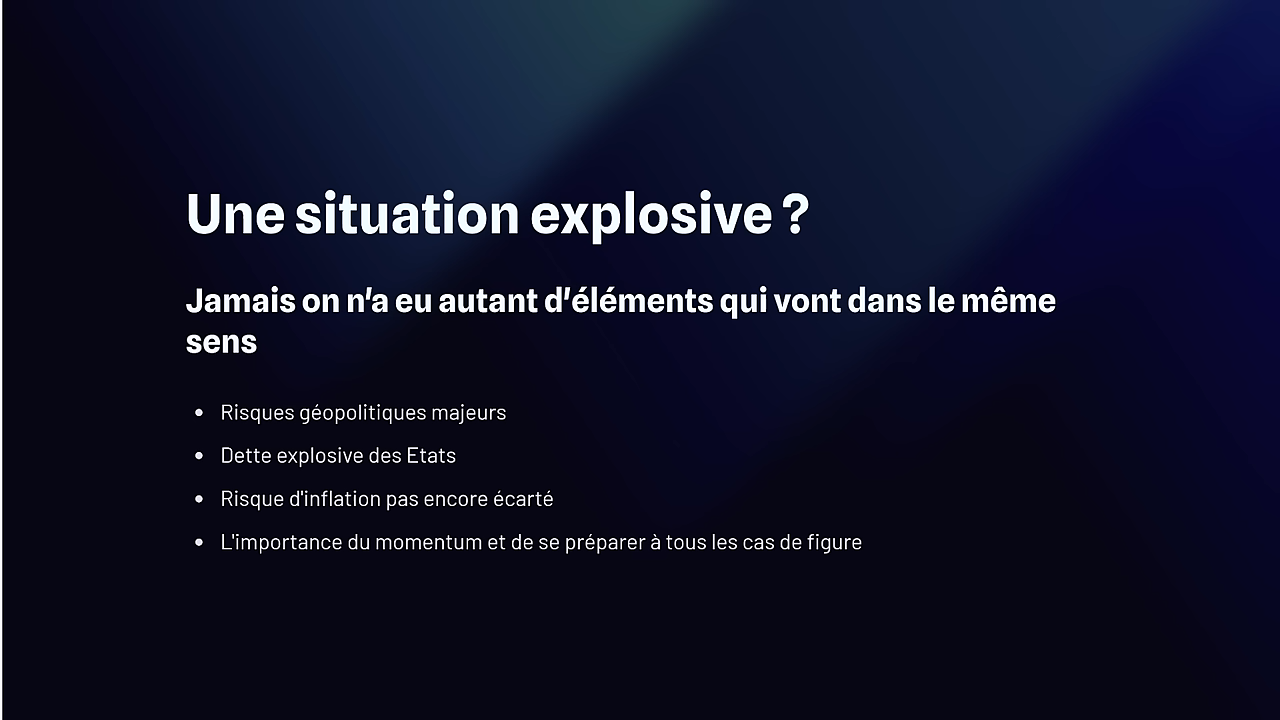 Une situation explosive ?
Jamais on n'a eu autant d'éléments qui vont dans le même
sens
• Risques géopolitiques majeurs
• Dette explosive des Etats
• Risque d'inflation pas encore écarté
• L'importance du momentum et de se préparer à tous les cas de figure